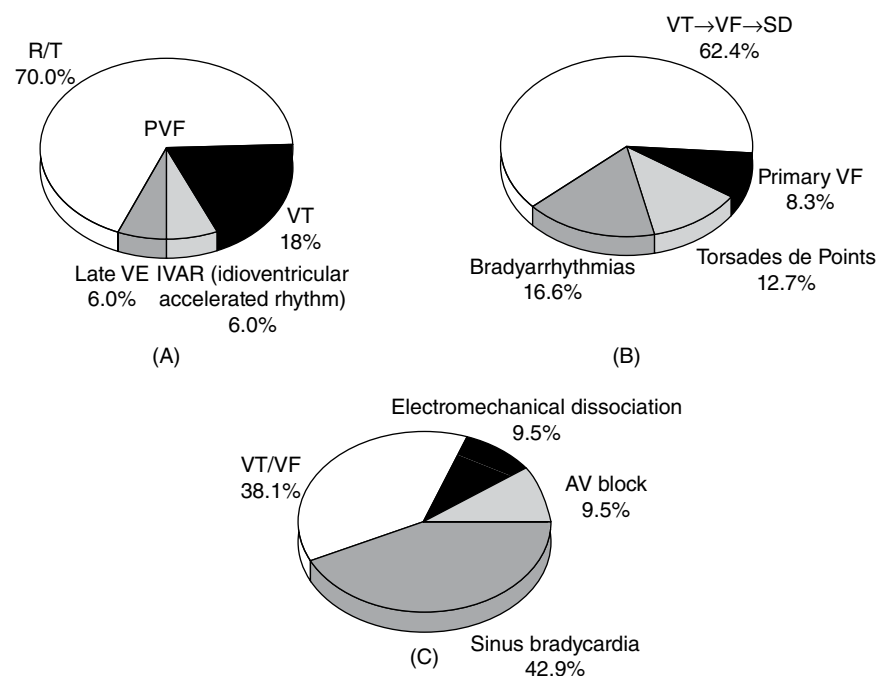 R/T
70.0%
PVF
VT
18%
Late VE
6.0%
IVAR (idioventricular
accelerated rhythm)
6.0%
(A)
VT→VF→SD
62.4%
Primary VF
8.3%
Torsades de Points
12.7%
Bradyarrhythmias
16.6%
(B)
Electromechanical dissociation
9.5%
VT/VF
38.1%
AV block
9.5%
Sinus bradycardia
42.9%
(C)